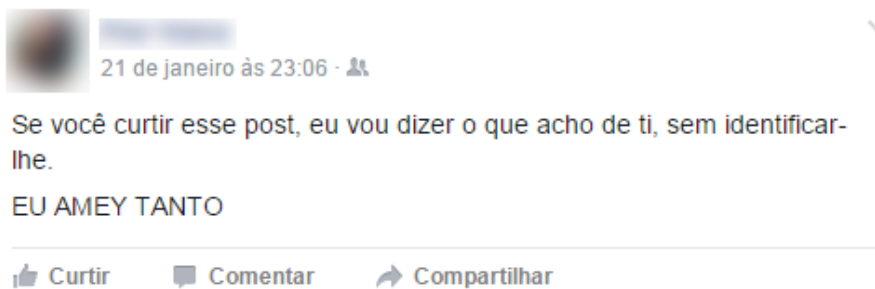 21 de janeiro às 23:06 ·
Se você curtir esse post, eu vou dizer o que acho de ti, sem identificar-
lhe.
EU AMEY TANTO
Curtir Comentar Compartilhar